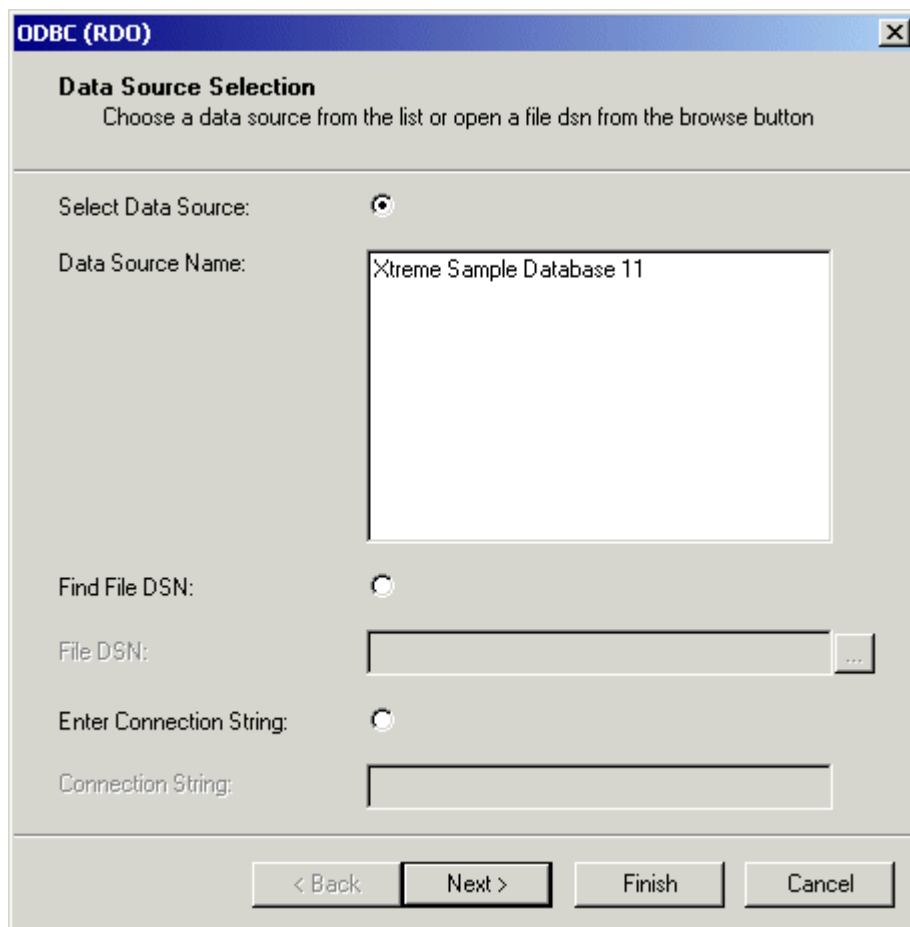 ODBC (RDO)
Data Source Selection
Choose a data source from the list or open a file dsn from the browse button
Select Data Source:
Data Source Name:
Xtreme Sample Database 11
Find File DSN:
File DSN:
...
Enter Connection String:
Connection String:
< Back
Next >
Finish
Cancel